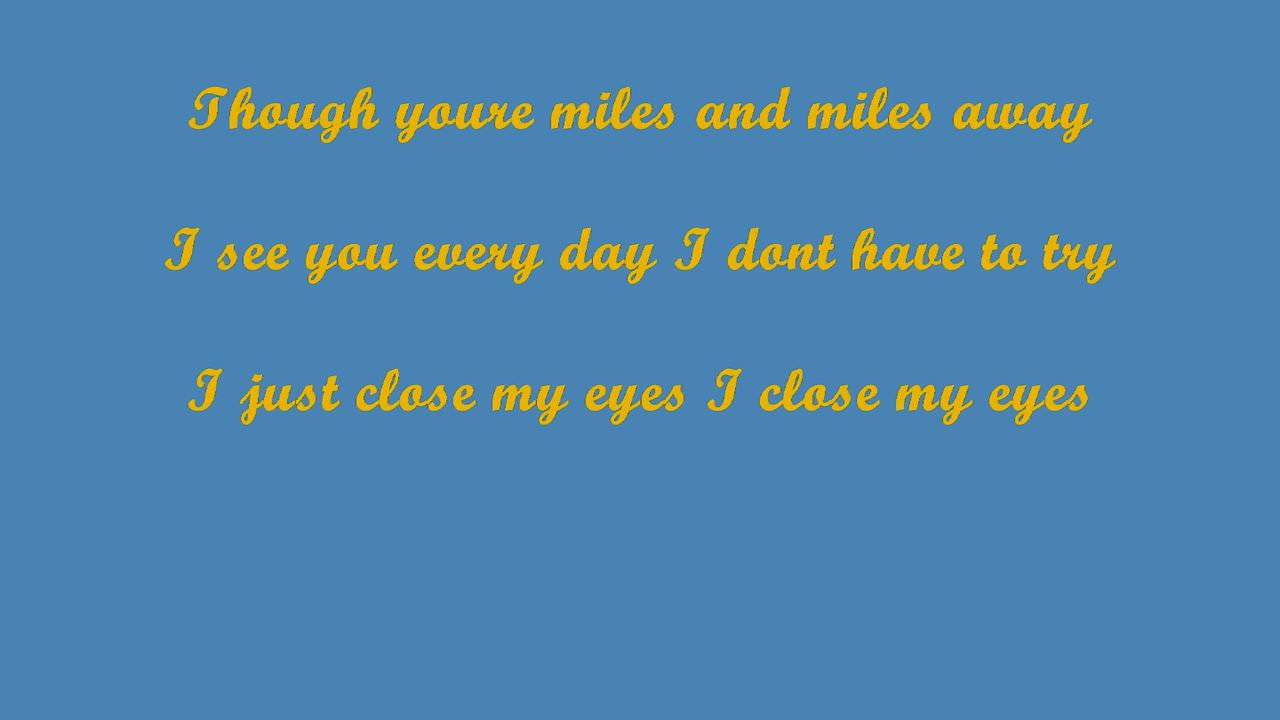 Though youre miles and miles away
I see you every day I dont have to try
I just close my eyes I close my eyes